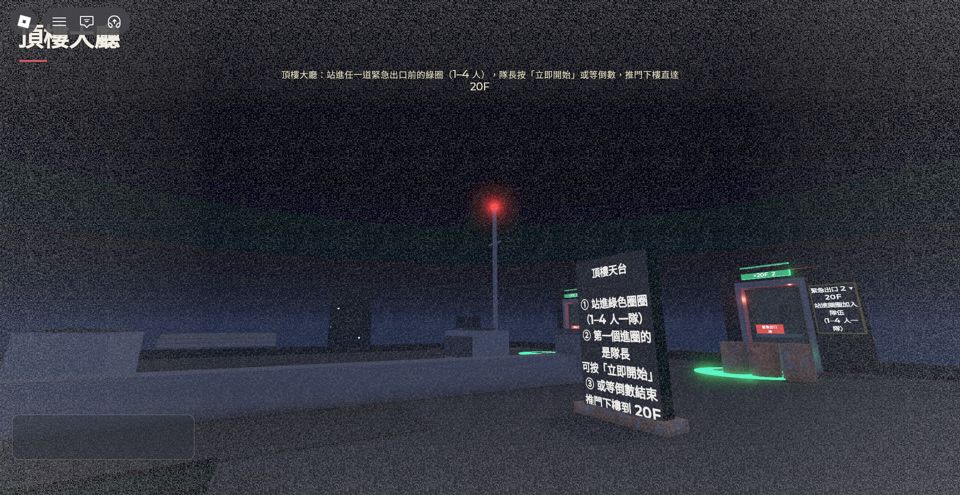 頂樓大廳
頂樓大廳：站進任一道緊急出口前的綠圈（1–4 人），隊長按「立即開始」或等倒數，推門下樓直達
20F
頂樓天台
① 站進綠色圈圈
（1–4 人一隊）
② 第一個進圈的
是隊長
可按「立即開始」
③ 或等倒數結束
推門下樓到 20F
20F 2
緊急出口 2
20F
站進圈圈加入
隊伍
（1–4 人一
隊）